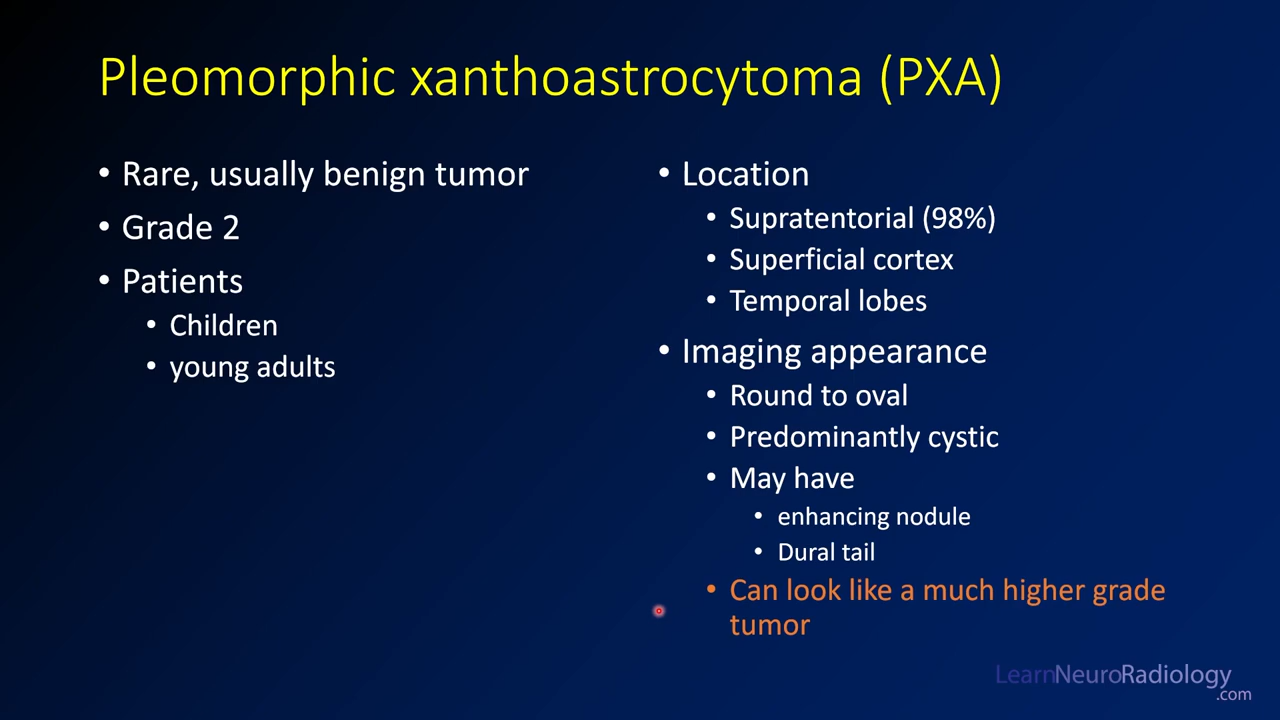 Pleomorphic xanthoastrocytoma (PXA)
• Rare, usually benign tumor
• Grade 2
• Patients
• Children
• young adults
• Location
• Supratentorial (98%)
• Superficial cortex
• Temporal lobes
• Imaging appearance
• Round to oval
• Predominantly cystic
• May have
• enhancing nodule
• Dural tail
• Can look like a much higher grade
tumor
LearnNeuroRadiology
.com